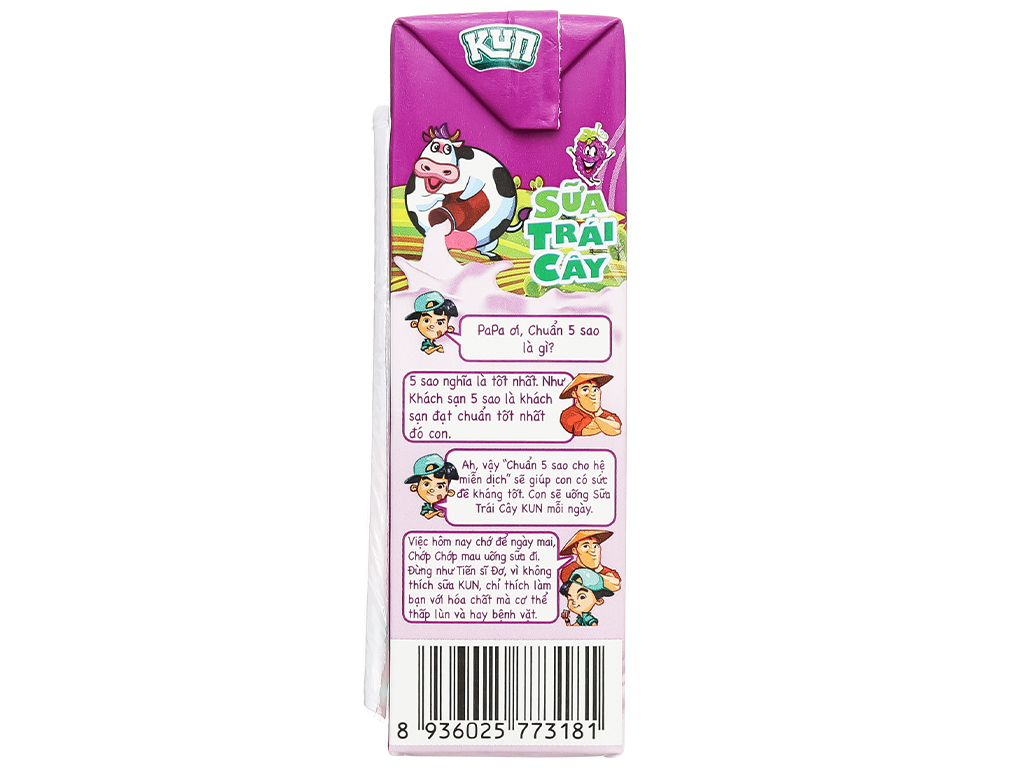 KUN
SỮA
TRÁI
CÂY
PaPa ơi, Chuẩn 5 sao
là gì?
5 sao nghĩa là tốt nhất. Như
Khách sạn 5 sao là khách
sạn đạt chuẩn tốt nhất
đó con.
Ah, vậy "Chuẩn 5 sao cho hệ
miễn dịch" sẽ giúp con có sức
đề kháng tốt. Con sẽ uống Sữa
Trái Cây KUN mỗi ngày.
Việc hôm nay chớ để ngày mai,
Chớp Chớp mau uống sữa đi.
Đừng như Tiến sĩ Đơ, vì không
thích sữa KUN, chỉ thích làm
bạn với hóa chất mà cơ thể
thấp lùn và hay bệnh vặt.
8 936025 773181